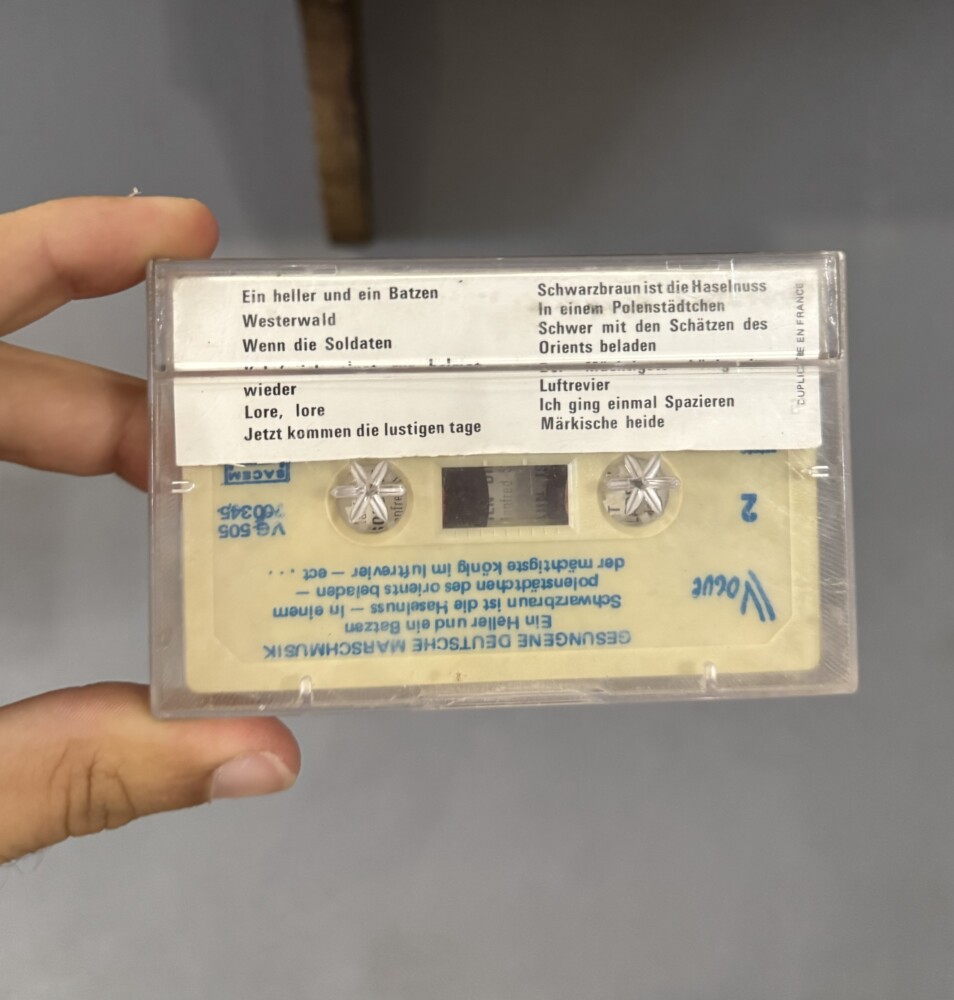 Ein heller und ein Batzen
Westerwald
Wenn die Soldaten
wieder
Lore, lore
Jetzt kommen die lustigen tage
Schwarzbraun ist die Haselnuss
In einem Polenstädtchen
Schwer mit den Schätzen des
Orients beladen
Luftrevier
Ich ging einmal Spazieren
Märkische heide
EN FRANCE
GESUNGENE DEUTSCHE MARSCHMUSIK
Ein Heller und ein Batzen
Schwarzbraun ist die Haselnuss — In einem
polenstädtchen des orients beladen —
der mächtigste könig im luftrevier — ect . . .
VOGUE
2
VG 505
SACEM